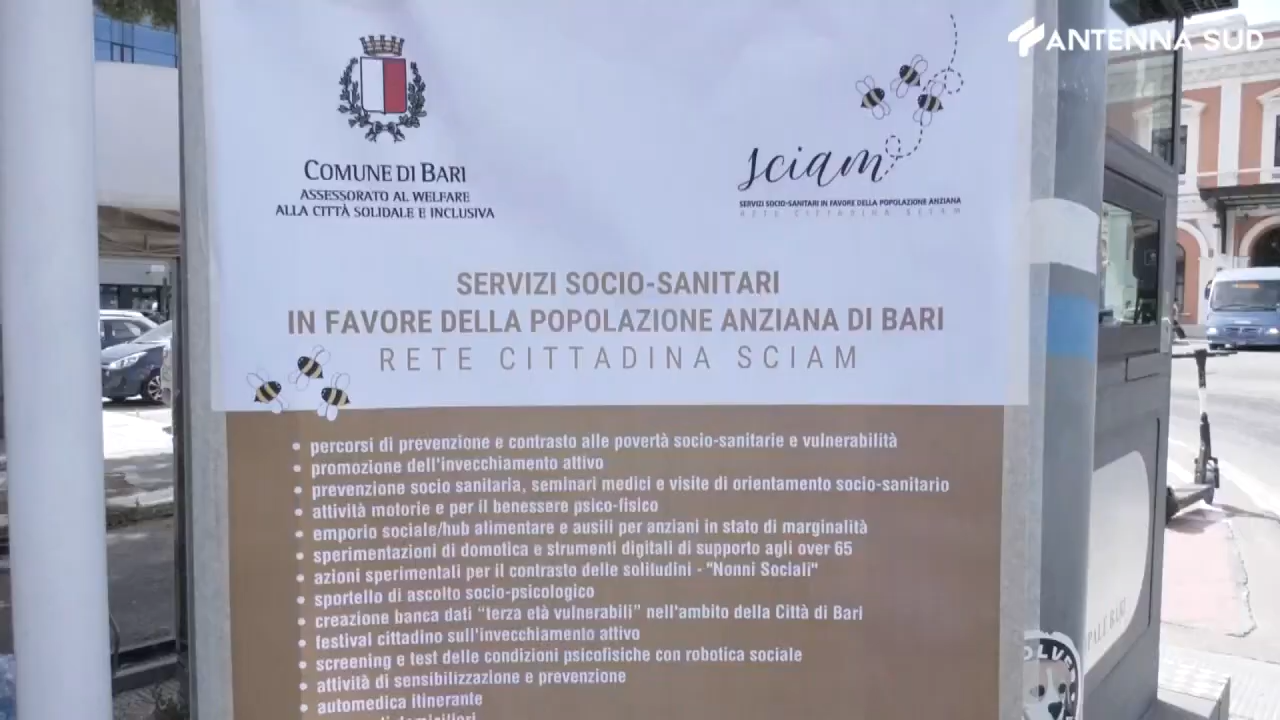 ANTENNA SUD
COMUNE DI BARI
ASSESSORATO AL WELFARE
ALLA CITTÀ SOLIDALE E INCLUSIVA
sciam
SERVIZI SOCIO-SANITARI IN FAVORE DELLA POPOLAZIONE ANZIANA
RETE CITTADINA SCIAM
SERVIZI SOCIO-SANITARI
IN FAVORE DELLA POPOLAZIONE ANZIANA DI BARI
RETE CITTADINA SCIAM
• percorsi di prevenzione e contrasto alle povertà socio-sanitarie e vulnerabilità
• promozione dell'invecchiamento attivo
• prevenzione socio sanitaria, seminari medici e visite di orientamento socio-sanitario
• attività motorie e per il benessere psico-fisico
• emporio sociale/hub alimentare e ausili per anziani in stato di marginalità
• sperimentazioni di domotica e strumenti digitali di supporto agli over 65
• azioni sperimentali per il contrasto delle solitudini - "Nonni Sociali"
• sportello di ascolto socio-psicologico
• creazione banca dati “terza età vulnerabili” nell'ambito della Città di Bari
• festival cittadino sull'invecchiamento attivo
• screening e test delle condizioni psicofisiche con robotica sociale
• attività di sensibilizzazione e prevenzione
• automedica itinerante